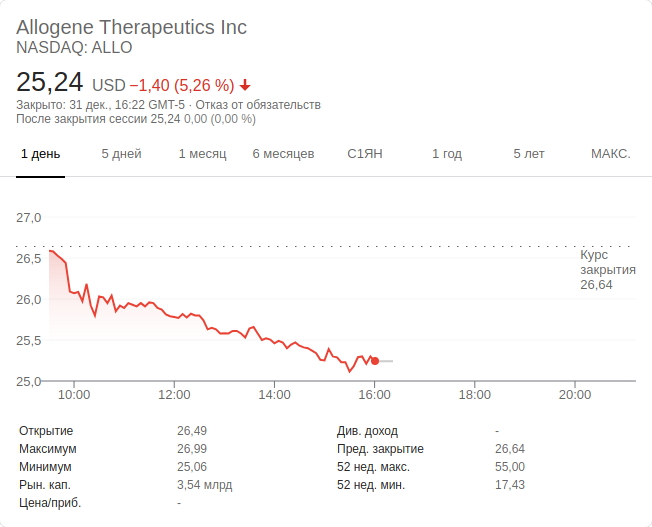 Allogene Therapeutics Inc
NASDAQ: ALLO
25,24 USD −1,40 (5,26 %)
Закрыто: 31 дек., 16:22 GMT-5 · Отказ от обязательств
После закрытия сессии 25,24 0,00 (0,00 %)
1 день 5 дней 1 месяц 6 месяцев С1ЯН 1 год 5 лет МАКС.
27,0
26,5
26,0
25,5
25,0
Курс
закрытия
26,64
10:00 12:00 14:00 16:00 18:00 20:00
Открытие 26,49 Див. доход -
Максимум 26,99 Пред. закрытие 26,64
Минимум 25,06 52 нед. макс. 55,00
Рын. кап. 3,54 млрд 52 нед. мин. 17,43
Цена/приб. -